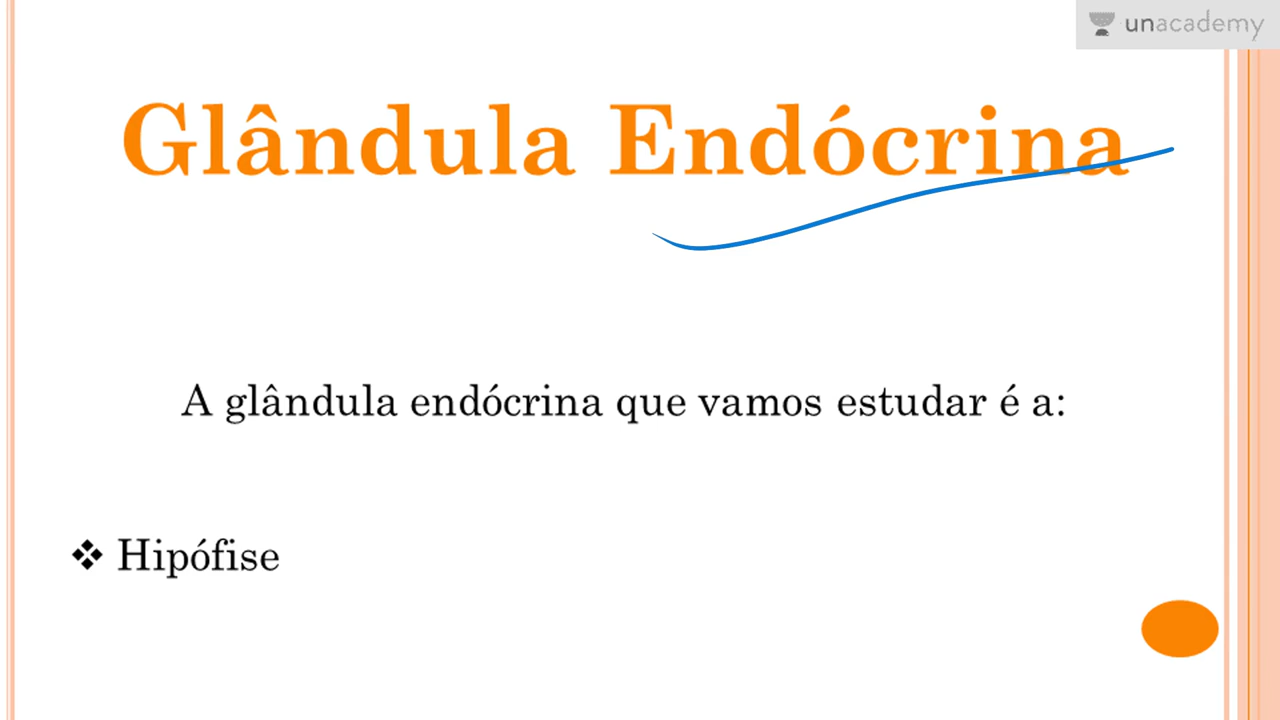 unacademy
Glândula Endócrina
A glândula endócrina que vamos estudar é a:
❖ Hipófise